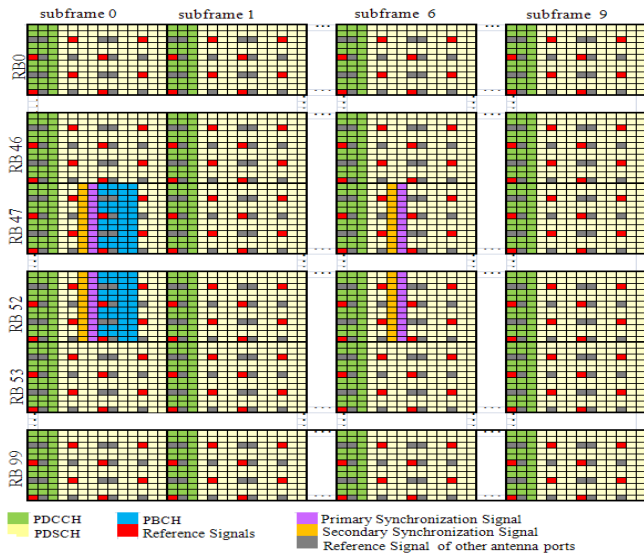 subframe 0 subframe 1 ... subframe 6 ... subframe 9
RB0
RB 46
RB 47
RB 52
RB 53
RB 99
PDCCH PBCH Primary Synchronization Signal
PDSCH Reference Signals Secondary Synchronization Signal
Reference Signal of other antenna ports